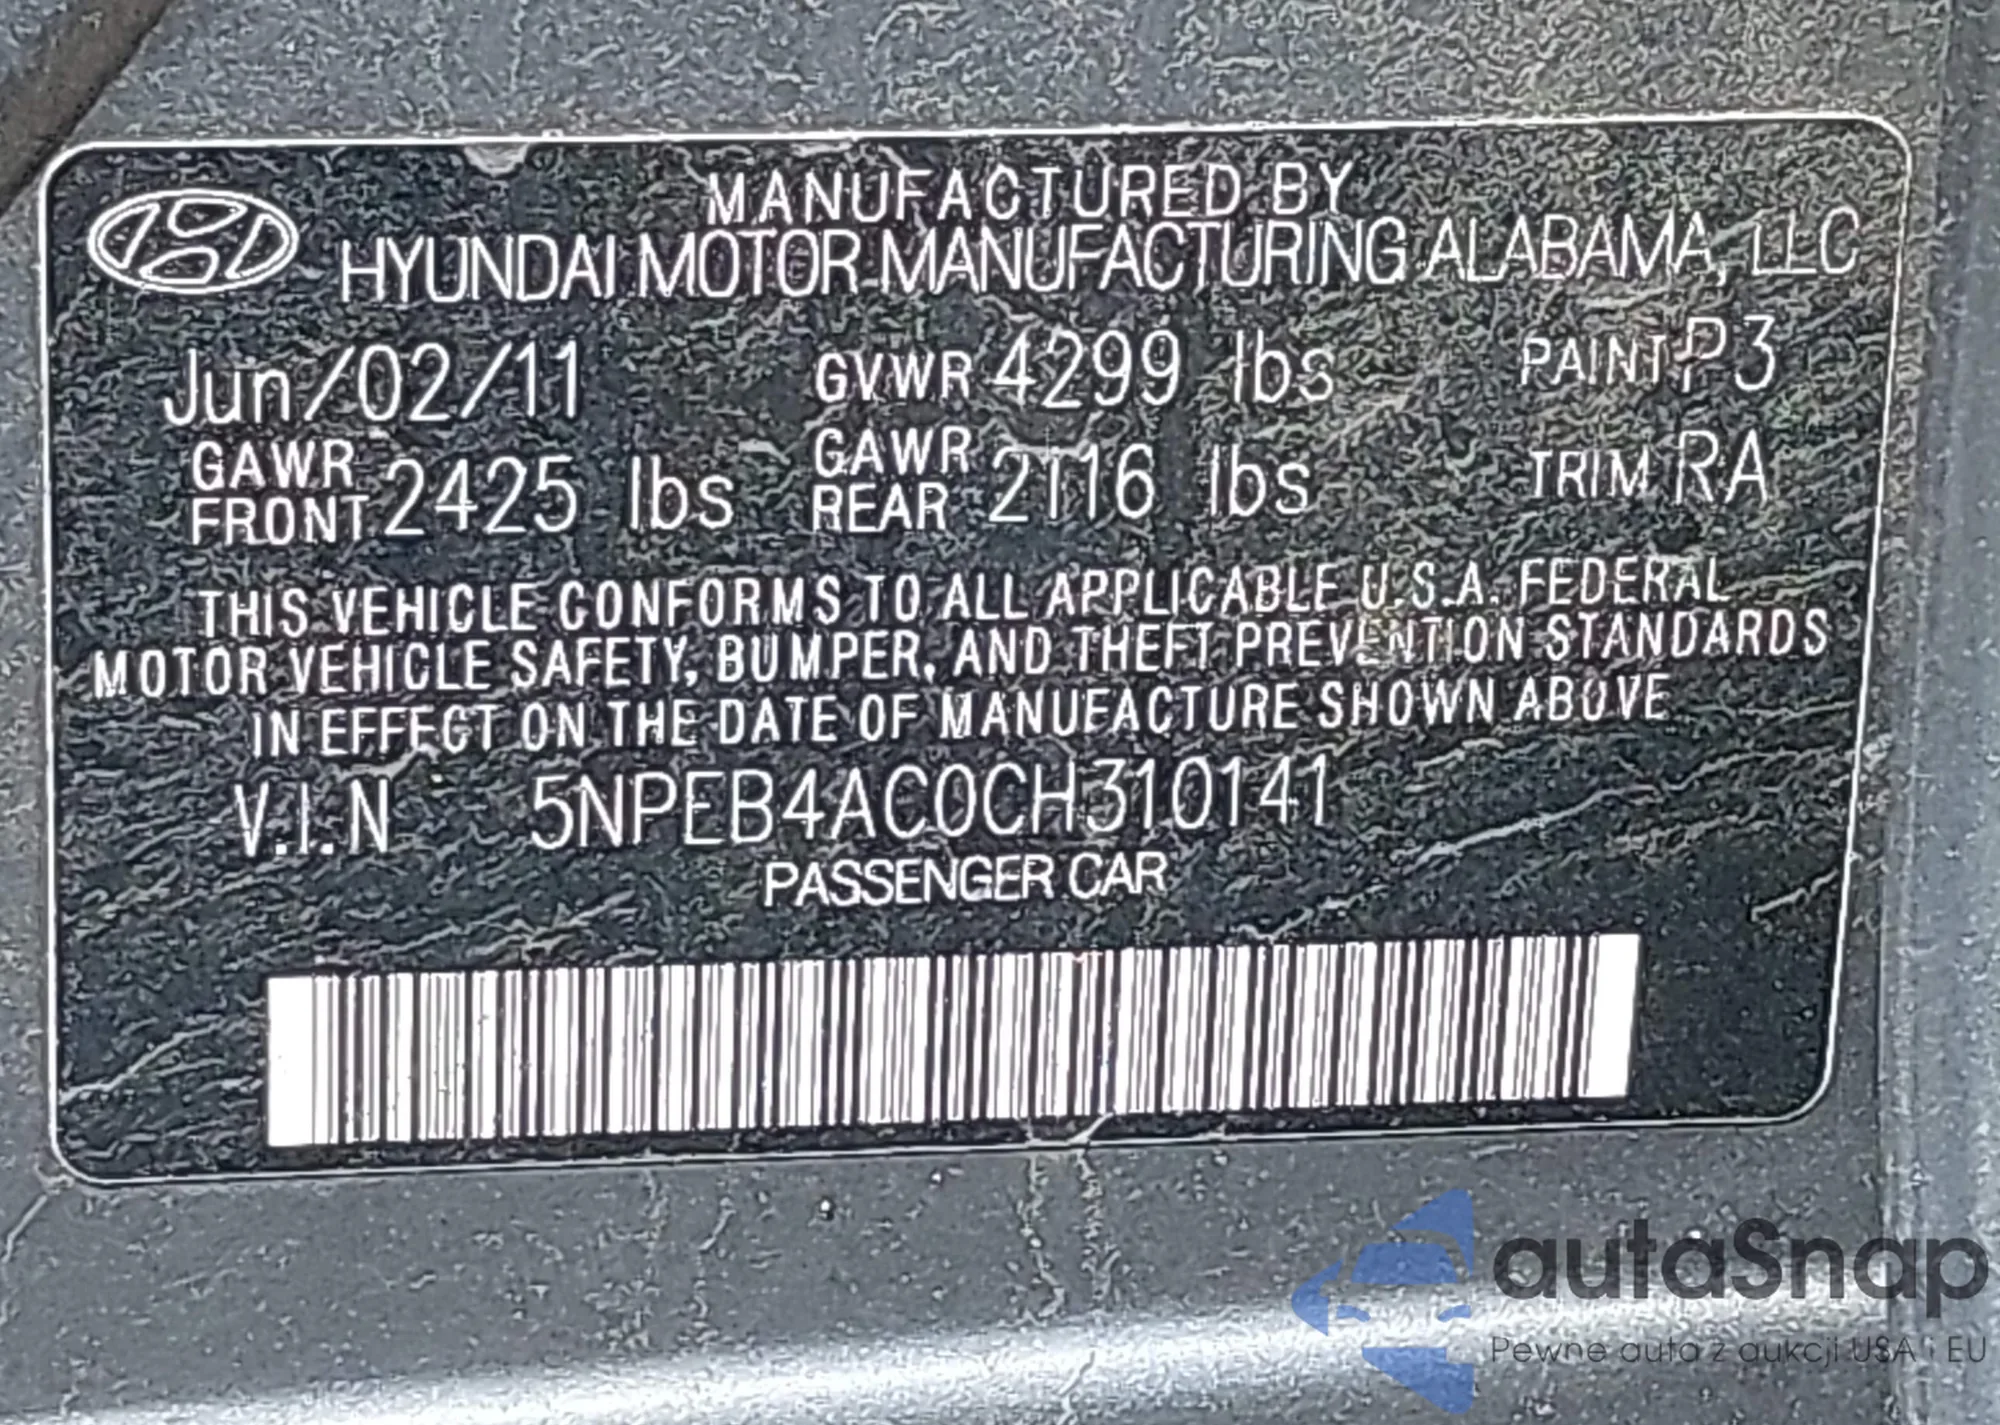 MANUFACTURED BY
HYUNDAI MOTOR MANUFACTURING ALABAMA, LLC
Jun/02/11 GVWR 4299 lbs PAINT P3
GAWR FRONT 2425 lbs GAWR REAR 2116 lbs TRIM RA
THIS VEHICLE CONFORMS TO ALL APPLICABLE U.S.A. FEDERAL
MOTOR VEHICLE SAFETY, BUMPER, AND THEFT PREVENTION STANDARDS
IN EFFECT ON THE DATE OF MANUFACTURE SHOWN ABOVE
V.I.N 5NPEB4AC0CH310141
PASSENGER CAR
autaSnap
Pewne auta z aukcji USA i EU